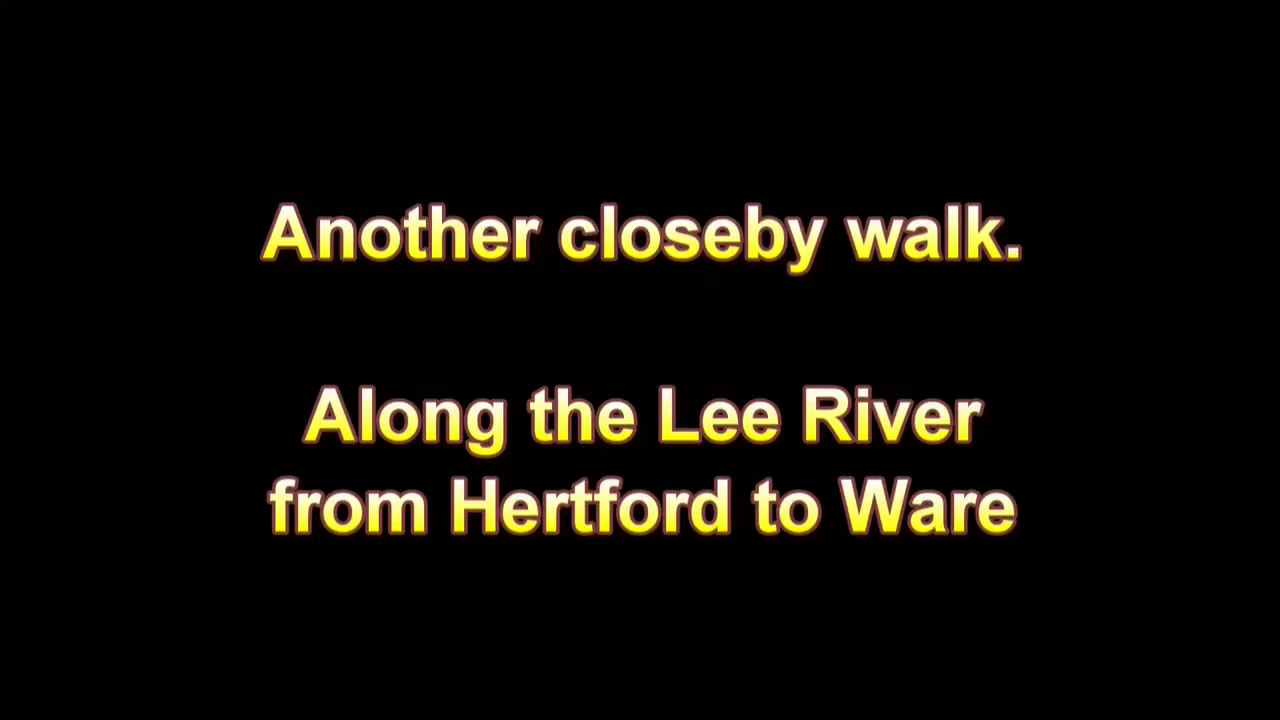 Another closeby walk.
Along the Lee River
from Hertford to Ware